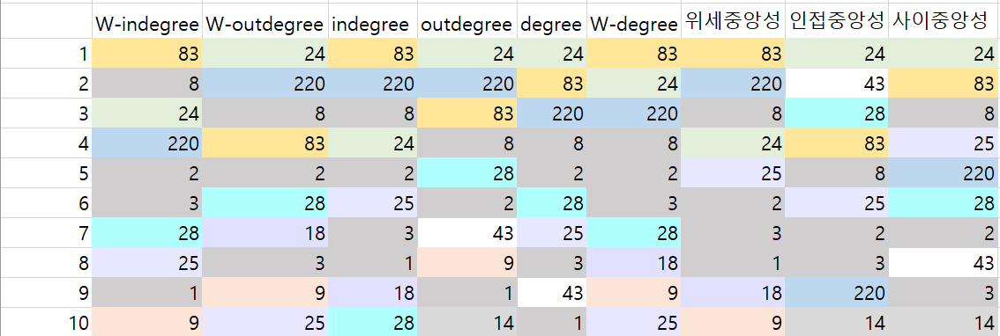 W-indegree W-outdegree indegree outdegree degree W-degree 위세중앙성 인접중앙성 사이중앙성
1 83 24 83 24 24 83 83 24 24
2 8 220 220 220 83 24 220 43 83
3 24 8 8 83 220 220 8 28 8
4 220 83 24 8 8 8 24 83 25
5 2 2 2 28 2 2 25 8 220
6 3 28 25 2 28 3 2 25 28
7 28 18 3 43 25 28 3 2 2
8 25 3 1 9 3 18 1 3 43
9 1 9 18 1 43 9 18 220 3
10 9 25 28 14 1 25 9 14 14